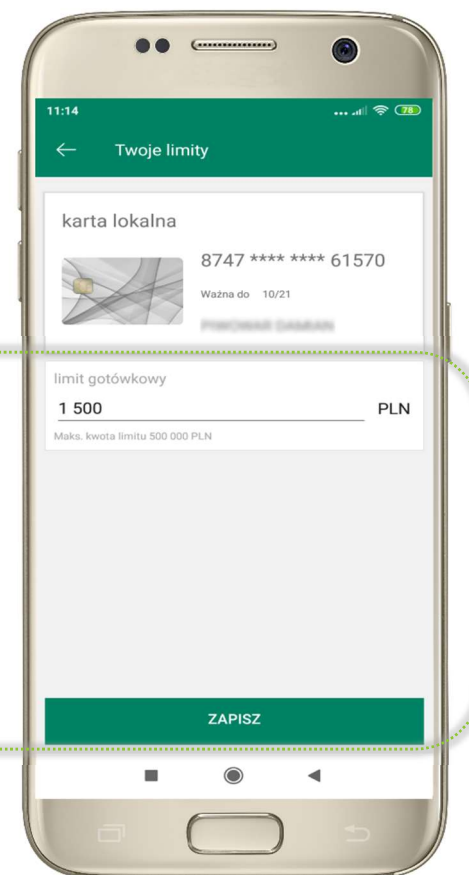 11:14
78
Twoje limity
karta lokalna
8747 **** **** 61570
Ważna do 10/21
limit gotówkowy
1 500 PLN
Maks. kwota limitu 500 000 PLN
ZAPISZ